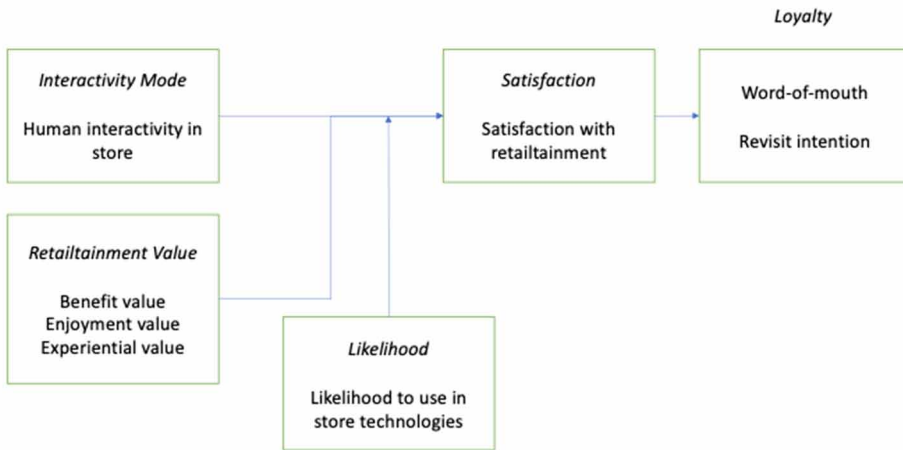 Loyalty
Interactivity Mode
Human interactivity in
store
Satisfaction
Satisfaction with
retailtainment
Word-of-mouth
Revisit intention
Retailtainment Value
Benefit value
Enjoyment value
Experiential value
Likelihood
Likelihood to use in
store technologies